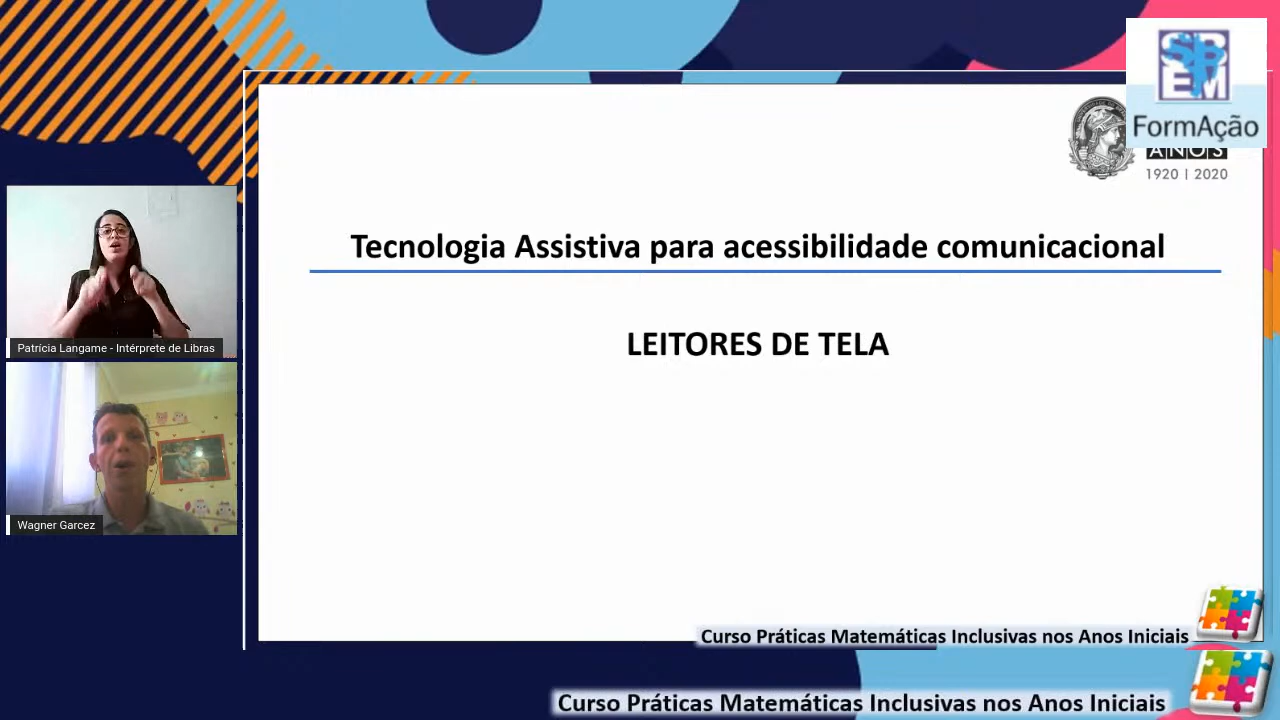 SBEM
FormAção
ANOS
1920 | 2020
Tecnologia Assistiva para acessibilidade comunicacional
LEITORES DE TELA
Patrícia Langame - Intérprete de Libras
Wagner Garcez
Curso Práticas Matemáticas Inclusivas nos Anos Iniciais
Curso Práticas Matemáticas Inclusivas nos Anos Iniciais